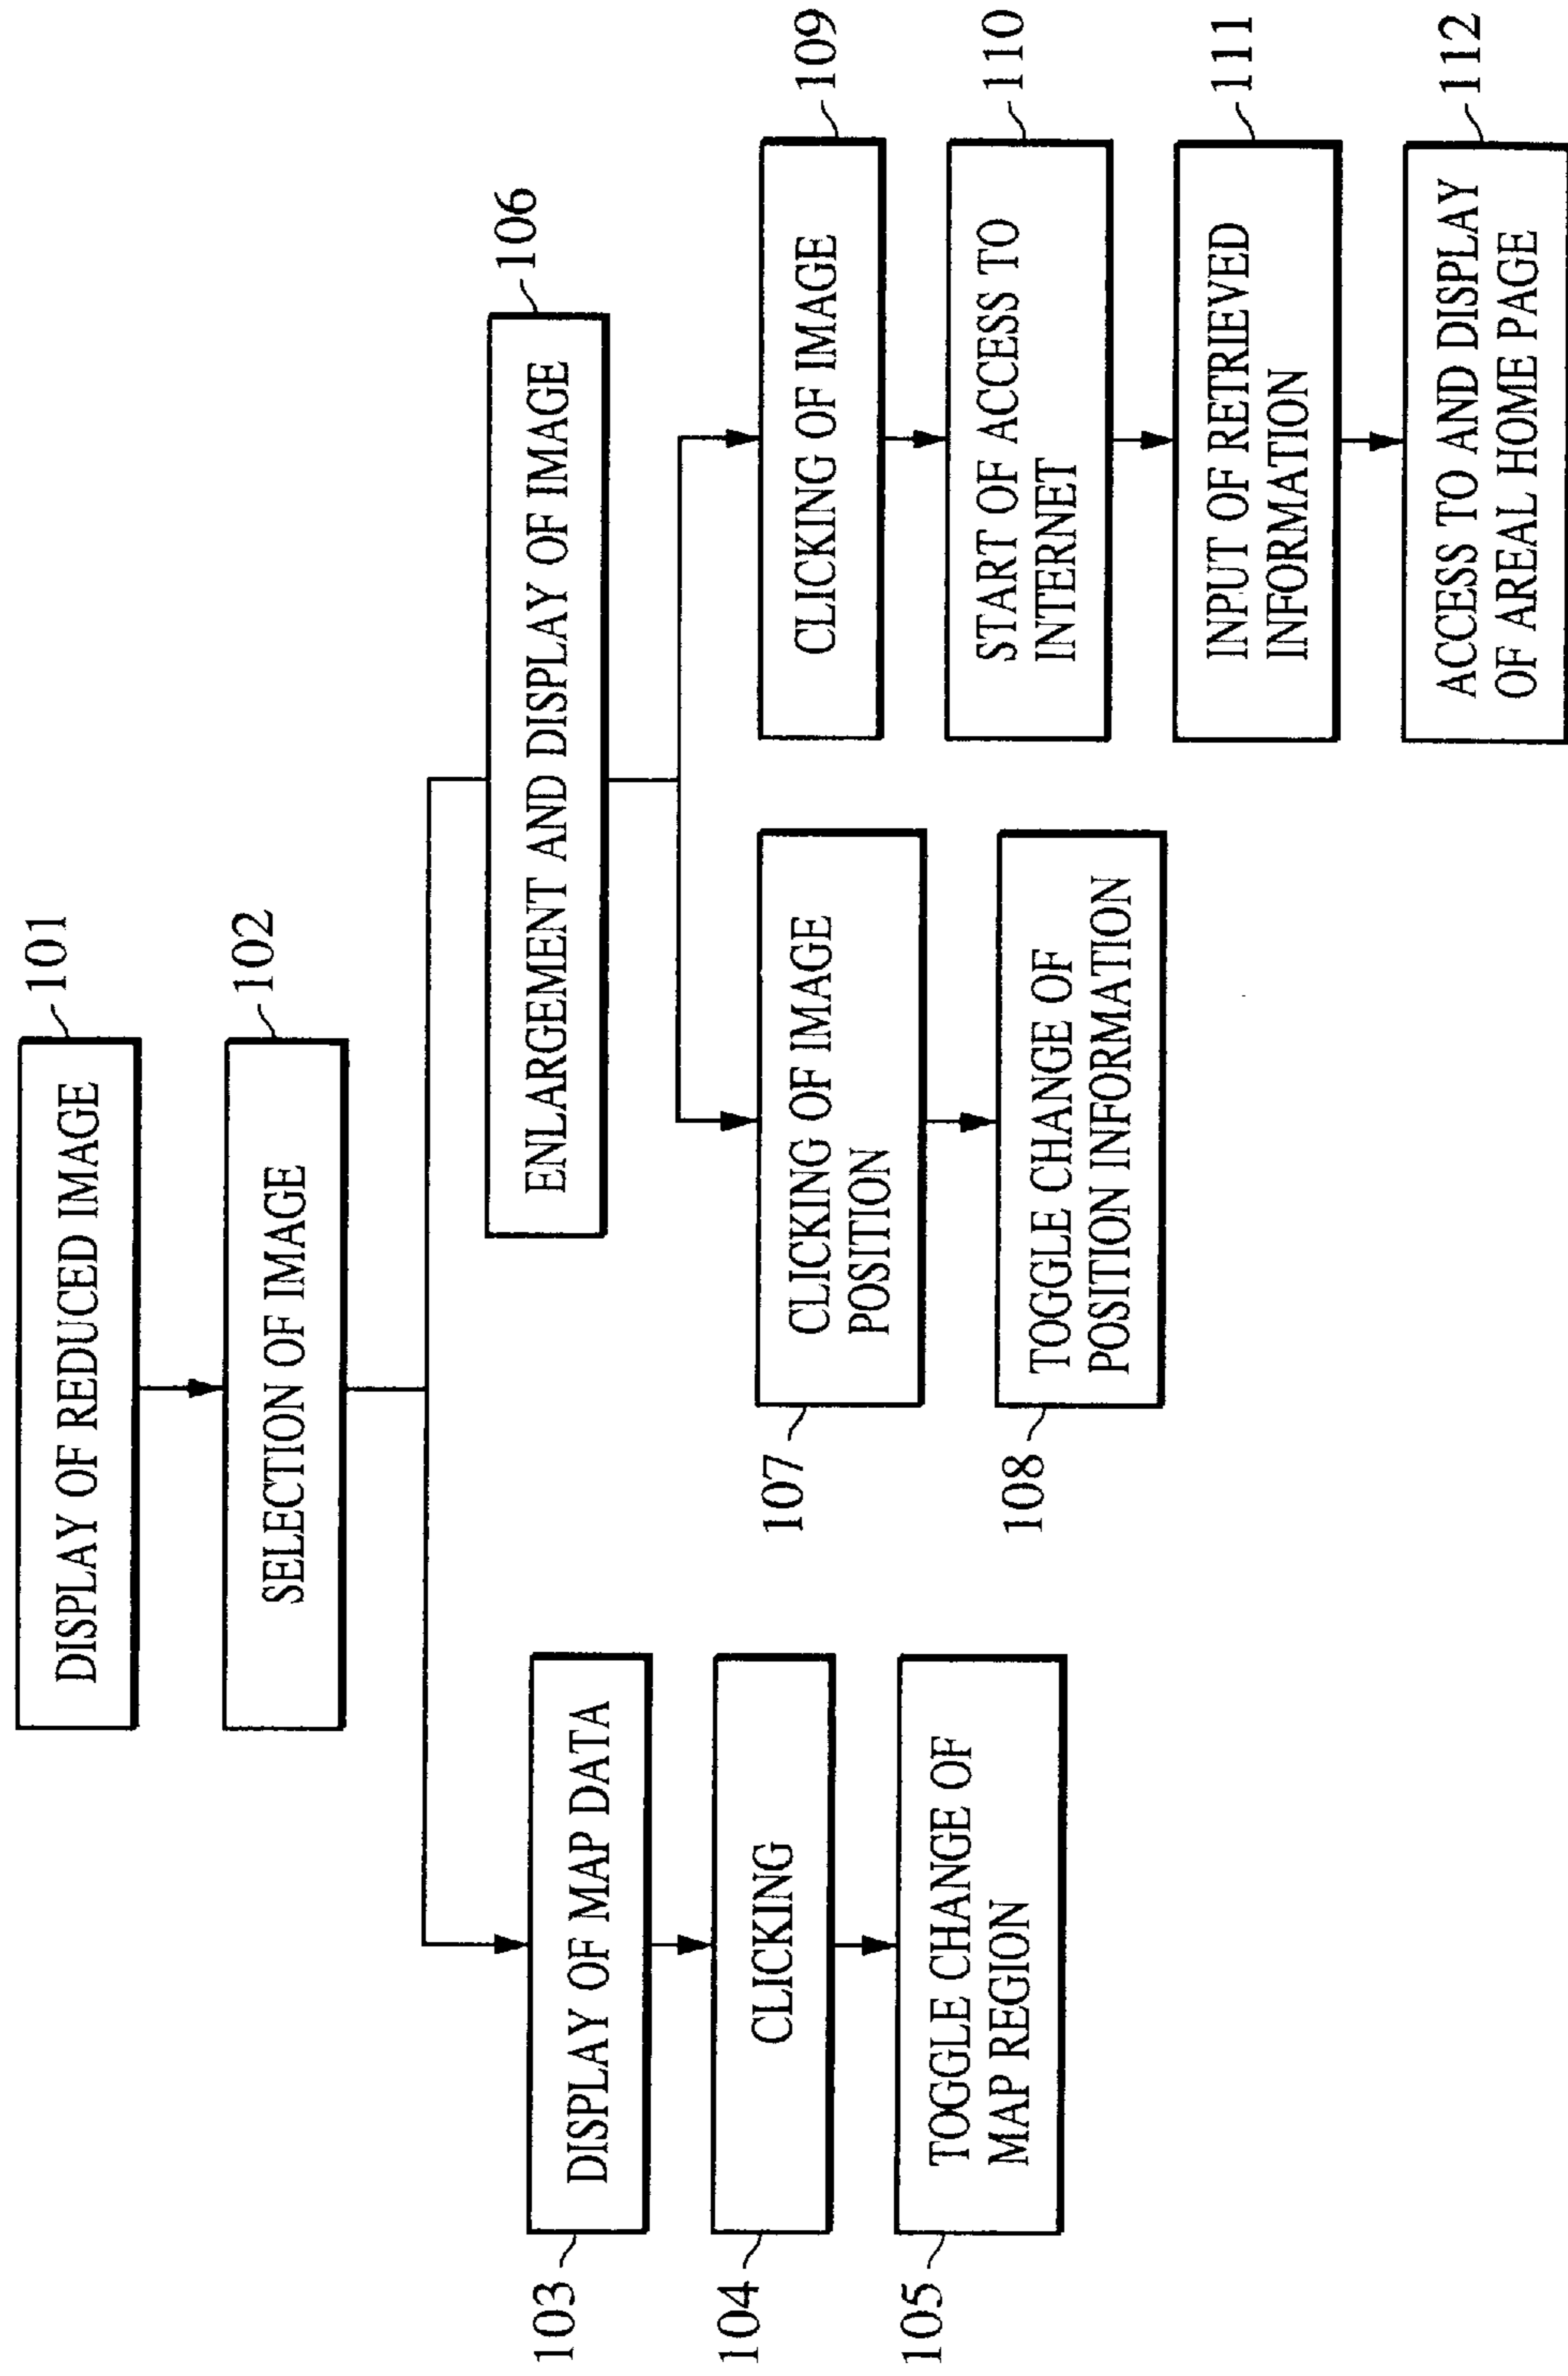 101
DISPLAY OF REDUCED IMAGE
102
SELECTION OF IMAGE
103
DISPLAY OF MAP DATA
104
CLICKING
105
TOGGLE CHANGE OF
MAP REGION
106
ENLARGEMENT AND DISPLAY OF IMAGE
107
CLICKING OF IMAGE
POSITION
108
TOGGLE CHANGE OF
POSITION INFORMATION
109
CLICKING OF IMAGE
110
START OF ACCESS TO
INTERNET
111
INPUT OF RETRIEVED
INFORMATION
112
ACCESS TO AND DISPLAY
OF AREAL HOME PAGE